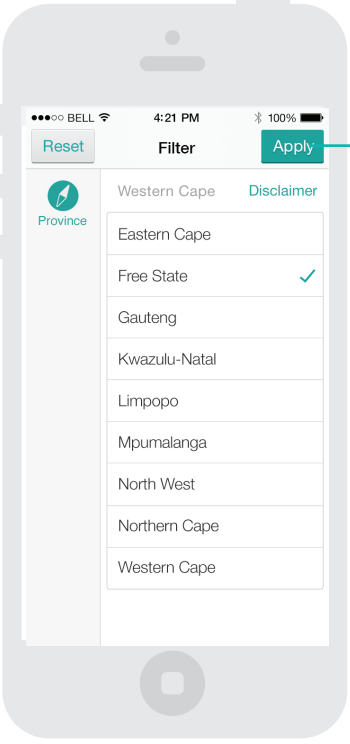 BELL 4:21 PM 100%
Reset Filter Apply
Western Cape Disclaimer
Province
Eastern Cape
Free State
Gauteng
Kwazulu-Natal
Limpopo
Mpumalanga
North West
Northern Cape
Western Cape